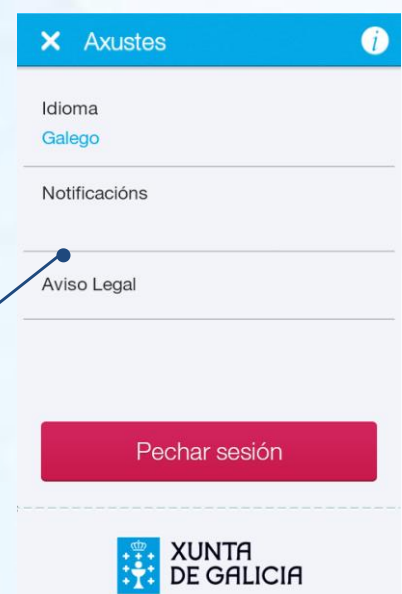 Axustes
Idioma
Galego
Notificacións
Aviso Legal
Pechar sesión
XUNTA
DE GALICIA